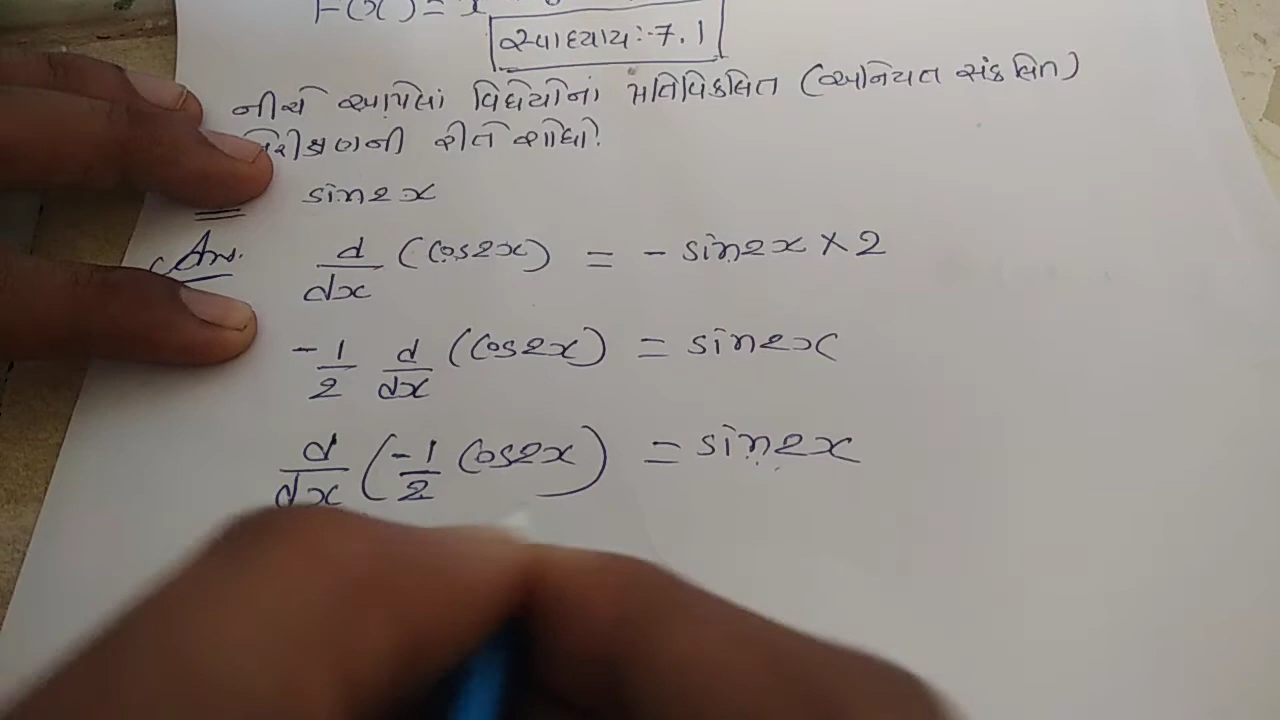 F(x) =
સ્વાધ્યાય :- 7.1
નીચે આપેલાં વિધેયોનાં પ્રતિવિકલિત (અનિયત સંકલિત)
નિરીક્ષણની રીતે શોધો.
sin2x
Ans. d/dx (cos2x) = - sin2x × 2
-1/2 d/dx (cos2x) = sin2x
d/dx (-1/2 cos2x) = sin2x